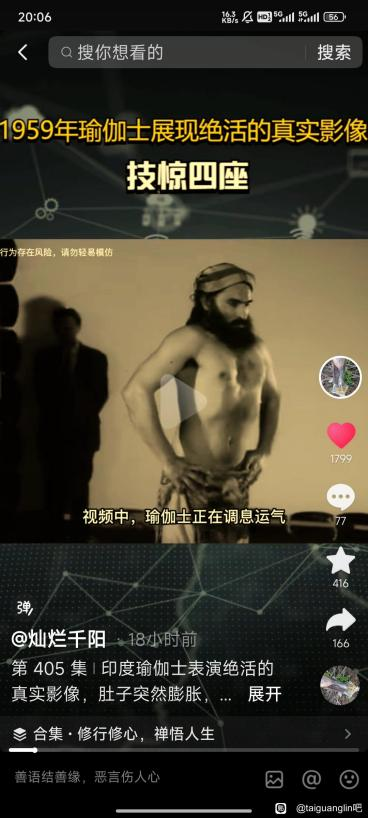 20:06
16.3 KB/s HD 5G 5G 56
搜你想看的 搜索
1959年瑜伽士展现绝活的真实影像
技惊四座
行为存在风险，请勿轻易模仿
1799
77
视频中，瑜伽士正在调息运气
416
弹
166
@灿烂千阳 · 18小时前
第 405 集 | 印度瑜伽士表演绝活的
真实影像，肚子突然膨胀，... 展开
合集 · 修行修心，禅悟人生
善语结善缘，恶言伤人心
@taiguanglin吧